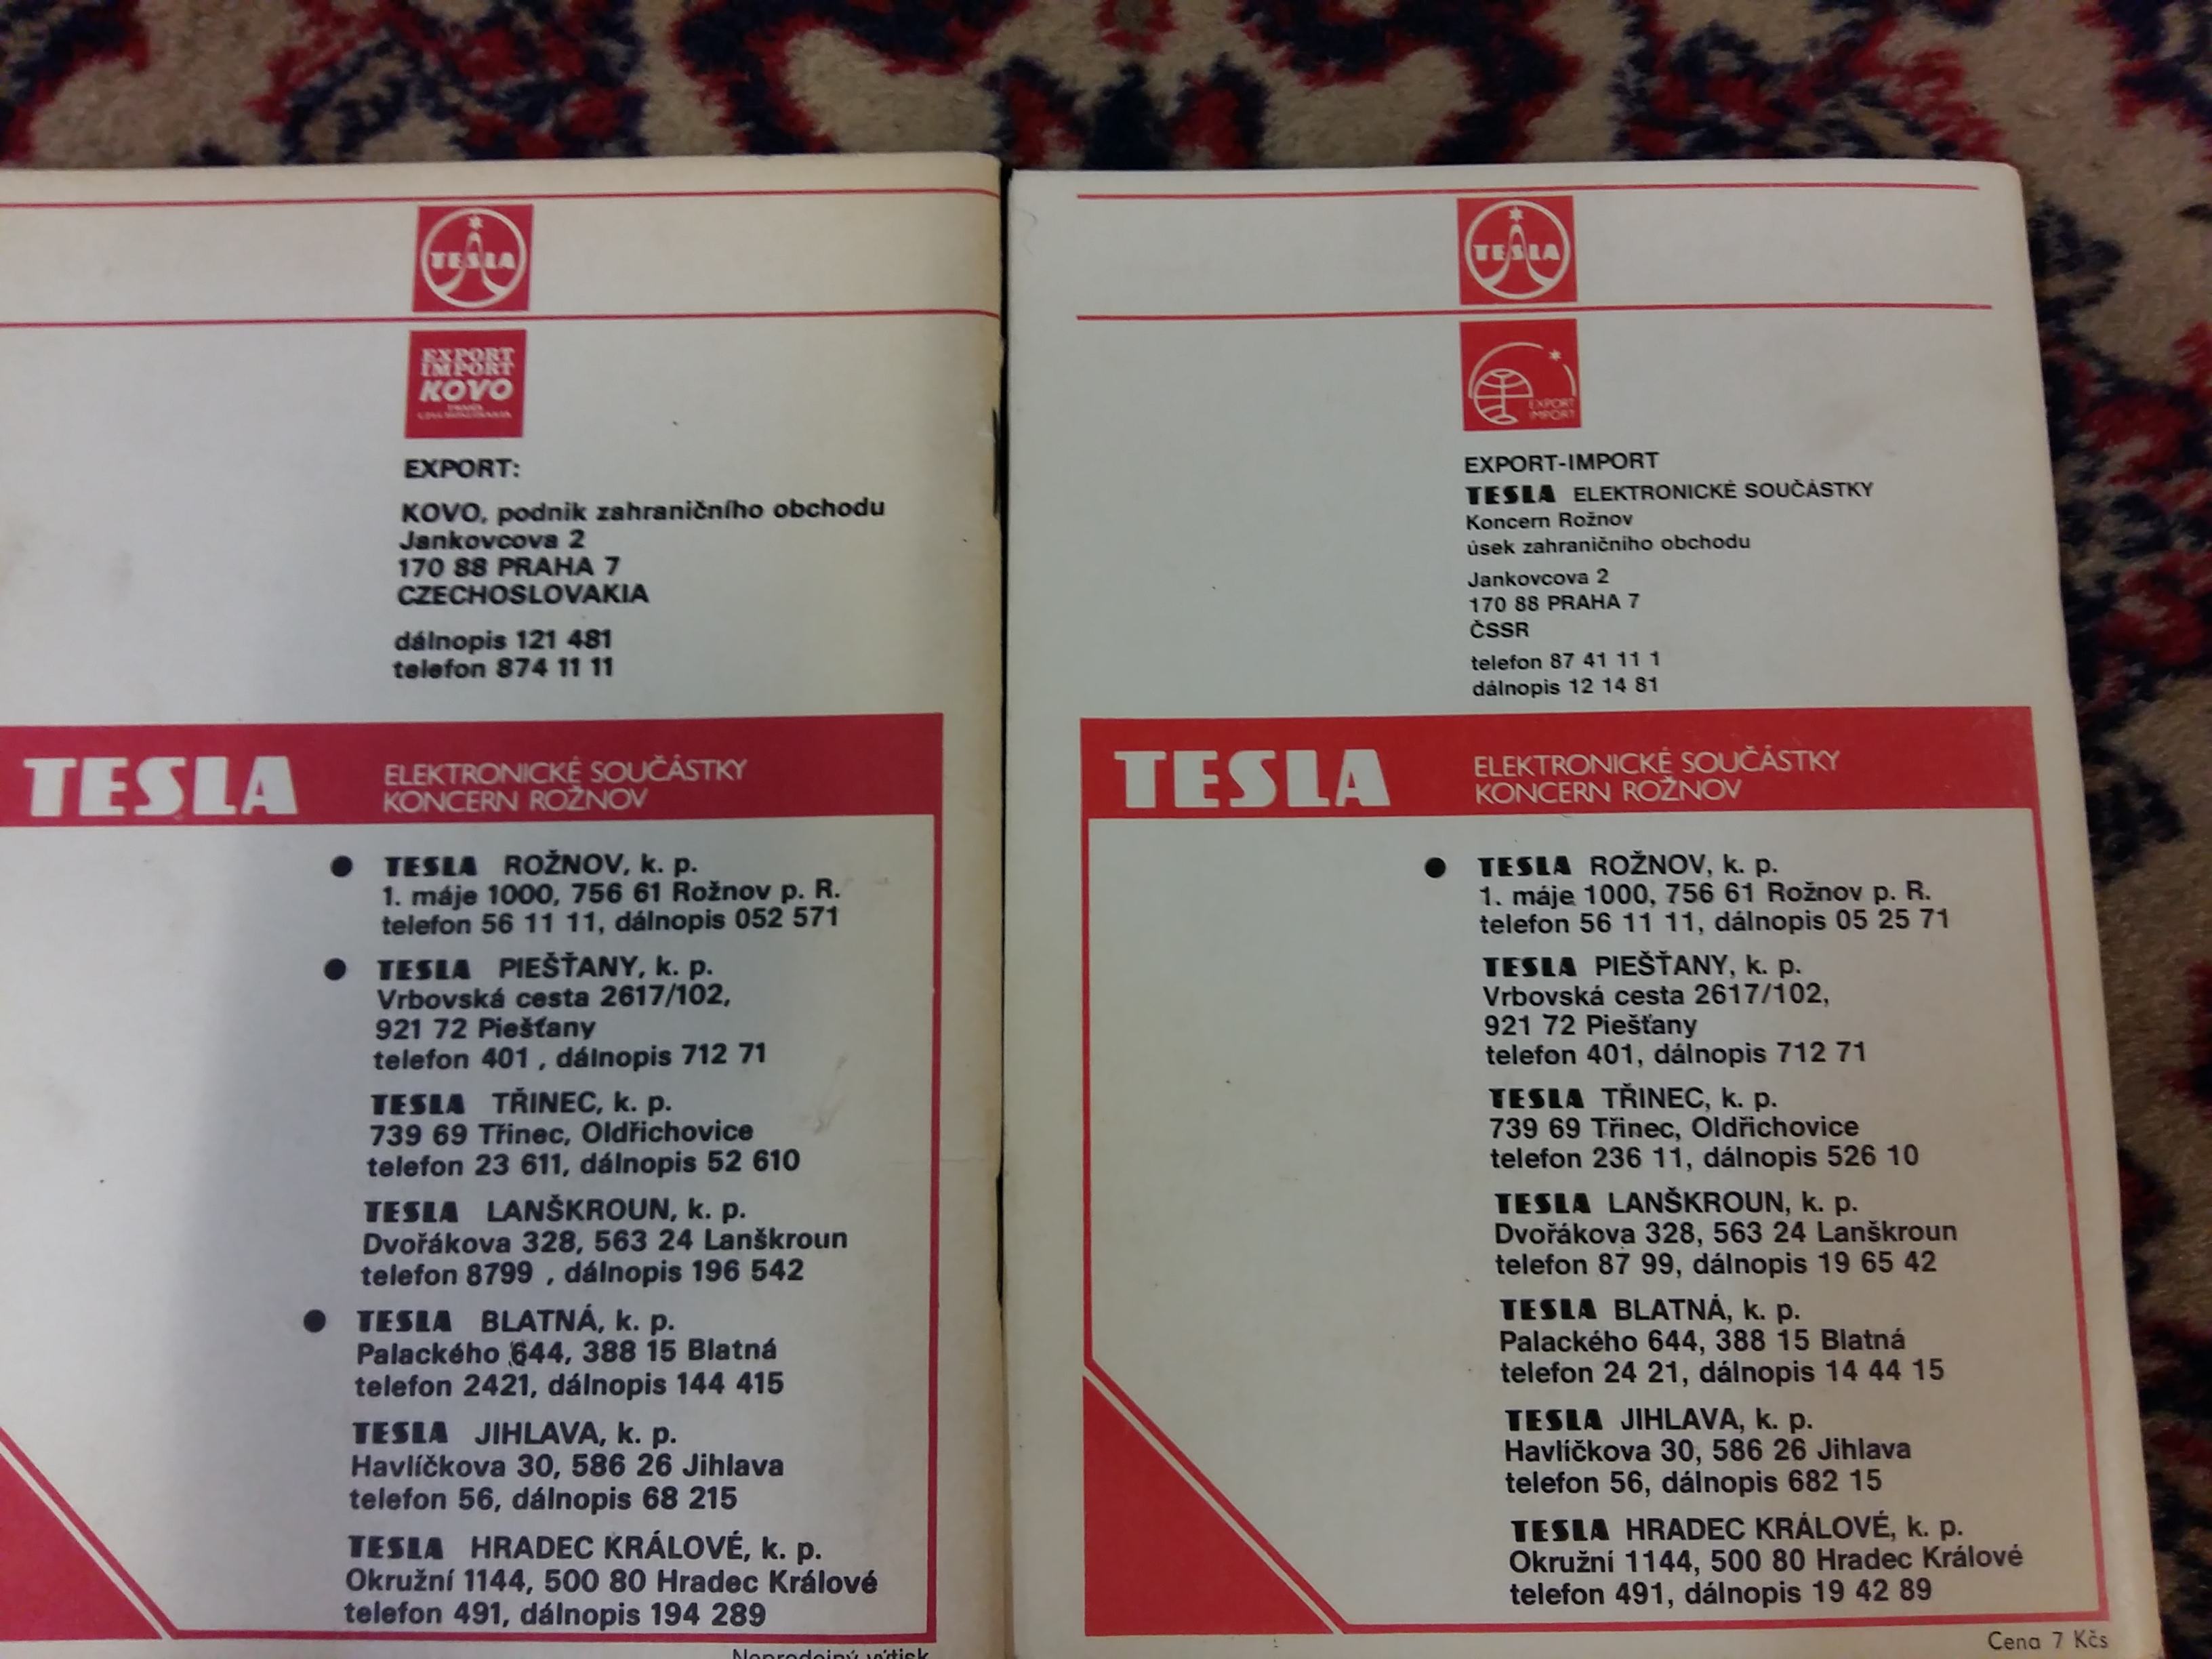 TESLA
EXPORT
IMPORT
KOVO
EXPORT:
KOVO, podnik zahraničního obchodu
Jankovcova 2
170 88 PRAHA 7
CZECHOSLOVAKIA
dálnopis 121 481
telefon 874 11 11
TESLA ELEKTRONICKÉ SOUČÁSTKY
KONCERN ROŽNOV
● TESLA ROŽNOV, k. p.
1. máje 1000, 756 61 Rožnov p. R.
telefon 56 11 11, dálnopis 052 571
● TESLA PIEŠŤANY, k. p.
Vrbovská cesta 2617/102,
921 72 Piešťany
telefon 401 , dálnopis 712 71
TESLA TŘINEC, k. p.
739 69 Třinec, Oldřichovice
telefon 23 611, dálnopis 52 610
TESLA LANŠKROUN, k. p.
Dvořákova 328, 563 24 Lanškroun
telefon 8799 , dálnopis 196 542
● TESLA BLATNÁ, k. p.
Palackého 644, 388 15 Blatná
telefon 2421, dálnopis 144 415
TESLA JIHLAVA, k. p.
Havlíčkova 30, 586 26 Jihlava
telefon 56, dálnopis 68 215
TESLA HRADEC KRÁLOVÉ, k. p.
Okružní 1144, 500 80 Hradec Králové
telefon 491, dálnopis 194 289
Neprodejný výtisk
TESLA
EXPORT
IMPORT
EXPORT-IMPORT
TESLA ELEKTRONICKÉ SOUČÁSTKY
Koncern Rožnov
úsek zahraničního obchodu
Jankovcova 2
170 88 PRAHA 7
ČSSR
telefon 87 41 11 1
dálnopis 12 14 81
TESLA ELEKTRONICKÉ SOUČÁSTKY
KONCERN ROŽNOV
● TESLA ROŽNOV, k. p.
1. máje 1000, 756 61 Rožnov p. R.
telefon 56 11 11, dálnopis 05 25 71
TESLA PIEŠŤANY, k. p.
Vrbovská cesta 2617/102,
921 72 Piešťany
telefon 401, dálnopis 712 71
TESLA TŘINEC, k. p.
739 69 Třinec, Oldřichovice
telefon 236 11, dálnopis 526 10
TESLA LANŠKROUN, k. p.
Dvořákova 328, 563 24 Lanškroun
telefon 87 99, dálnopis 19 65 42
TESLA BLATNÁ, k. p.
Palackého 644, 388 15 Blatná
telefon 24 21, dálnopis 14 44 15
TESLA JIHLAVA, k. p.
Havlíčkova 30, 586 26 Jihlava
telefon 56, dálnopis 682 15
TESLA HRADEC KRÁLOVÉ, k. p.
Okružní 1144, 500 80 Hradec Králové
telefon 491, dálnopis 19 42 89
Cena 7 Kčs